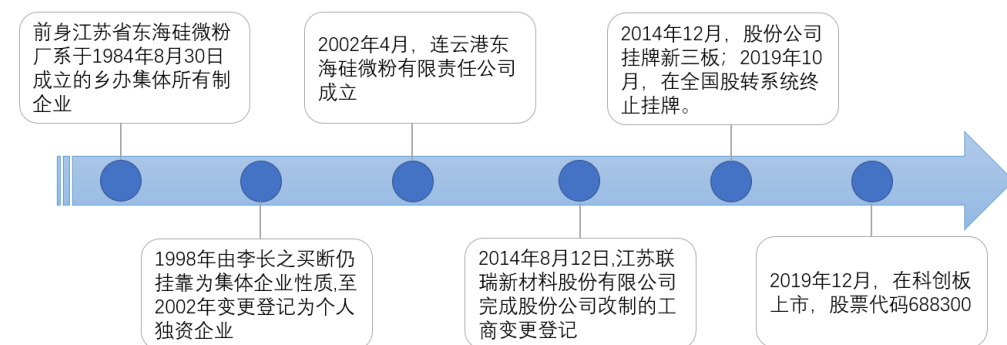 前身江苏省东海硅微粉
厂系于1984年8月30日
成立的乡办集体所有制
企业
2002年4月，连云港东
海硅微粉有限责任公司
成立
2014年12月，股份公司
挂牌新三板；2019年10
月，在全国股转系统终
止挂牌。
1998年由李长之买断仍
挂靠为集体企业性质,至
2002年变更登记为个人
独资企业
2014年8月12日,江苏联
瑞新材料股份有限公司
完成股份公司改制的工
商变更登记
2019年12月，在科创板
上市，股票代码688300